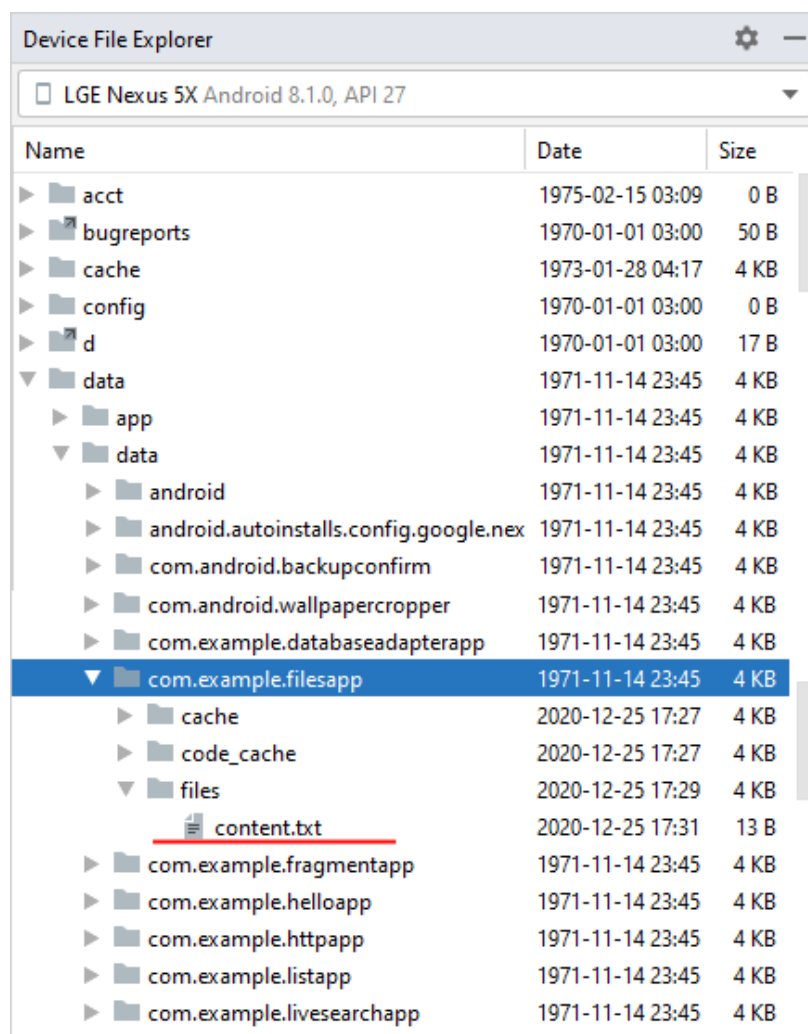 Device File Explorer
LGE Nexus 5X Android 8.1.0, API 27
Name Date Size
acct 1975-02-15 03:09 0 B
bugreports 1970-01-01 03:00 50 B
cache 1973-01-28 04:17 4 KB
config 1970-01-01 03:00 0 B
d 1970-01-01 03:00 17 B
data 1971-11-14 23:45 4 KB
app 1971-11-14 23:45 4 KB
data 1971-11-14 23:45 4 KB
android 1971-11-14 23:45 4 KB
android.autoinstalls.config.google.nex 1971-11-14 23:45 4 KB
com.android.backupconfirm 1971-11-14 23:45 4 KB
com.android.wallpapercropper 1971-11-14 23:45 4 KB
com.example.databaseadapterapp 1971-11-14 23:45 4 KB
com.example.filesapp 1971-11-14 23:45 4 KB
cache 2020-12-25 17:27 4 KB
code_cache 2020-12-25 17:27 4 KB
files 2020-12-25 17:29 4 KB
content.txt 2020-12-25 17:31 13 B
com.example.fragmentapp 1971-11-14 23:45 4 KB
com.example.helloapp 1971-11-14 23:45 4 KB
com.example.httpapp 1971-11-14 23:45 4 KB
com.example.listapp 1971-11-14 23:45 4 KB
com.example.livesearchapp 1971-11-14 23:45 4 KB